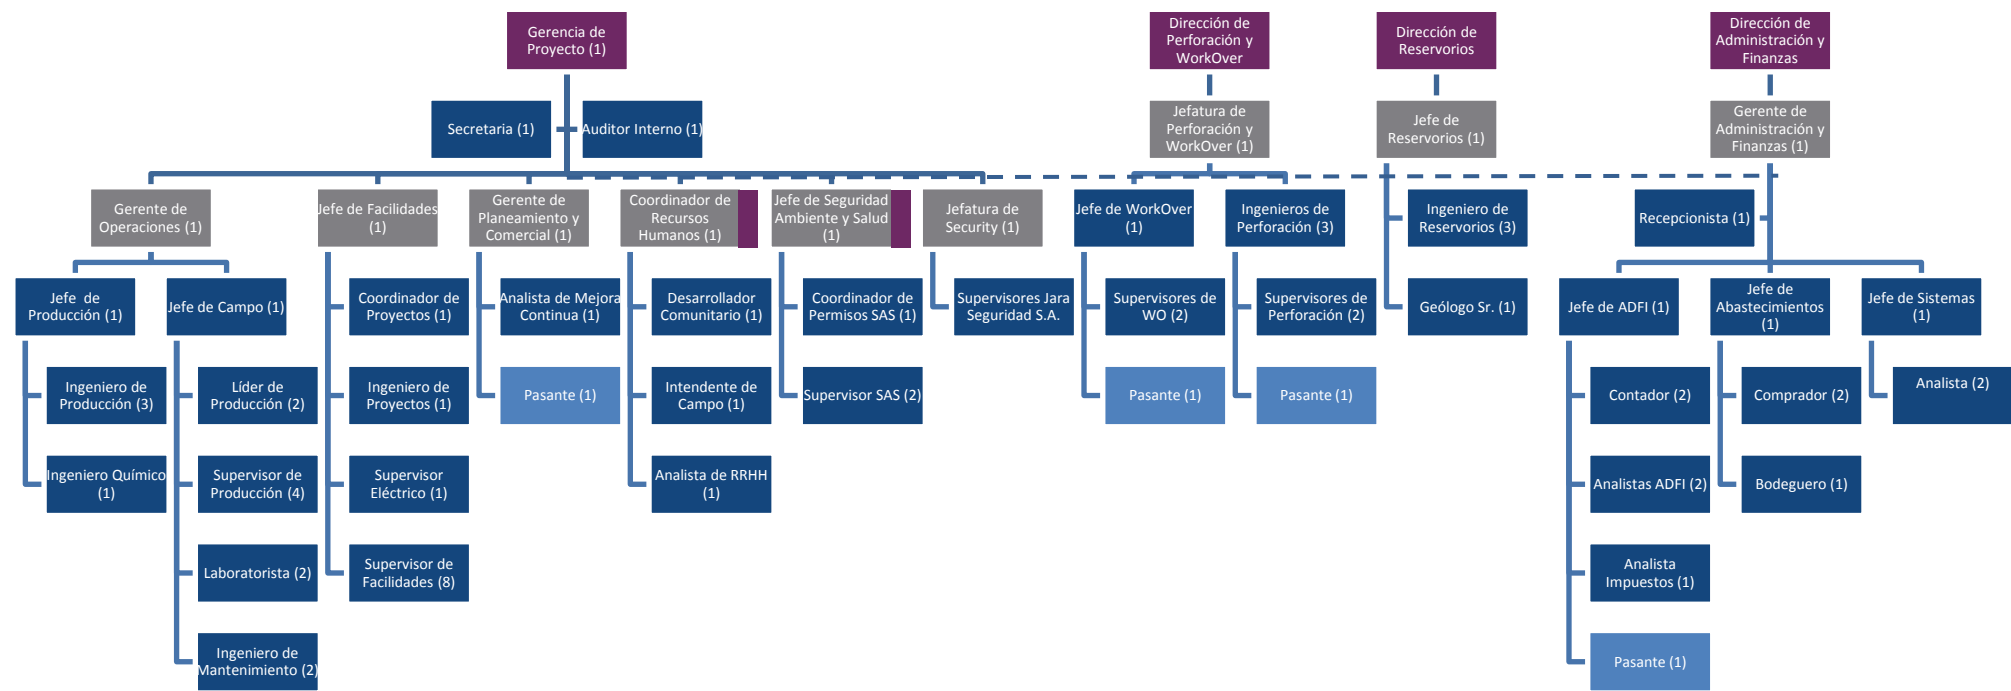 Gerencia de
Proyecto (1)
Dirección de
Perforación y
WorkOver
Dirección de
Reservorios
Dirección de
Administración y
Finanzas
Secretaria (1)
Auditor Interno (1)
Jefatura de
Perforación y
WorkOver (1)
Jefe de
Reservorios (1)
Gerente de
Administración y
Finanzas (1)
Gerente de
Operaciones (1)
Jefe de Facilidades
(1)
Gerente de
Planeamiento y
Comercial (1)
Coordinador de
Recursos
Humanos (1)
Jefe de Seguridad
Ambiente y Salud
(1)
Jefatura de
Security (1)
Jefe de WorkOver
(1)
Ingenieros de
Perforación (3)
Ingeniero de
Reservorios (3)
Recepcionista (1)
Jefe de
Producción (1)
Jefe de Campo (1)
Coordinador de
Proyectos (1)
Analista de Mejora
Continua (1)
Desarrollador
Comunitario (1)
Coordinador de
Permisos SAS (1)
Supervisores Jara
Seguridad S.A.
Supervisores de
WO (2)
Supervisores de
Perforación (2)
Geólogo Sr. (1)
Jefe de ADFI (1)
Jefe de
Abastecimientos
(1)
Jefe de Sistemas
(1)
Ingeniero de
Producción (3)
Líder de
Producción (2)
Ingeniero de
Proyectos (1)
Pasante (1)
Intendente de
Campo (1)
Supervisor SAS (2)
Pasante (1)
Pasante (1)
Contador (2)
Comprador (2)
Analista (2)
Ingeniero Químico
(1)
Supervisor de
Producción (4)
Supervisor
Eléctrico (1)
Analista de RRHH
(1)
Analistas ADFI (2)
Bodeguero (1)
Laboratorista (2)
Supervisor de
Facilidades (8)
Analista
Impuestos (1)
Ingeniero de
Mantenimiento (2)
Pasante (1)